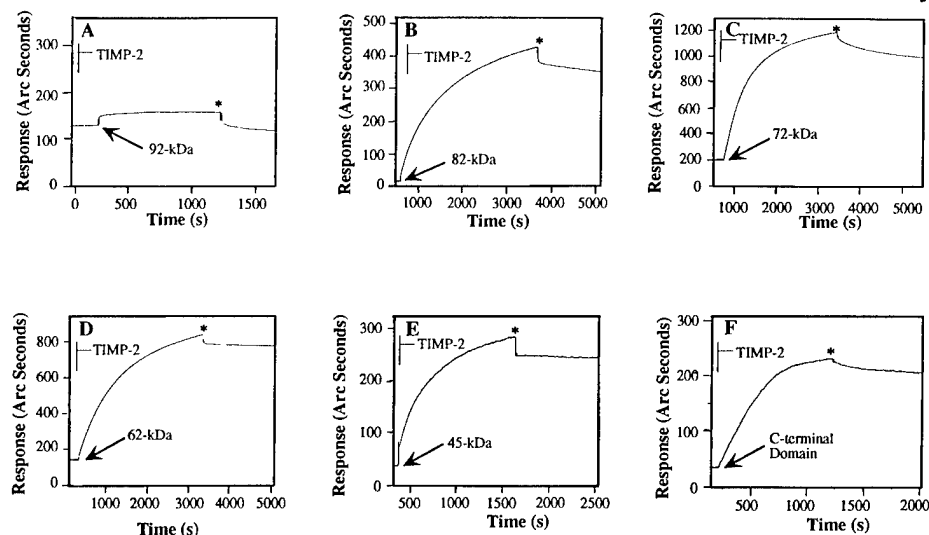 A
Response (Arc Seconds)
300
200
100
0
TIMP-2
*
92-kDa
0 500 1000 1500
Time (s)
B
Response (Arc Seconds)
500
400
300
200
100
0
TIMP-2
*
82-kDa
1000 2000 3000 4000 5000
Time (s)
C
Response (Arc Seconds)
1200
1000
800
600
400
200
0
TIMP-2
*
72-kDa
1000 2000 3000 4000 5000
Time (s)
D
Response (Arc Seconds)
800
600
400
200
0
TIMP-2
*
62-kDa
1000 2000 3000 4000 5000
Time (s)
E
Response (Arc Seconds)
300
200
100
0
TIMP-2
*
45-kDa
500 1000 1500 2000 2500
Time (s)
F
Response (Arc Seconds)
300
200
100
0
TIMP-2
*
C-terminal
Domain
500 1000 1500 2000
Time (s)